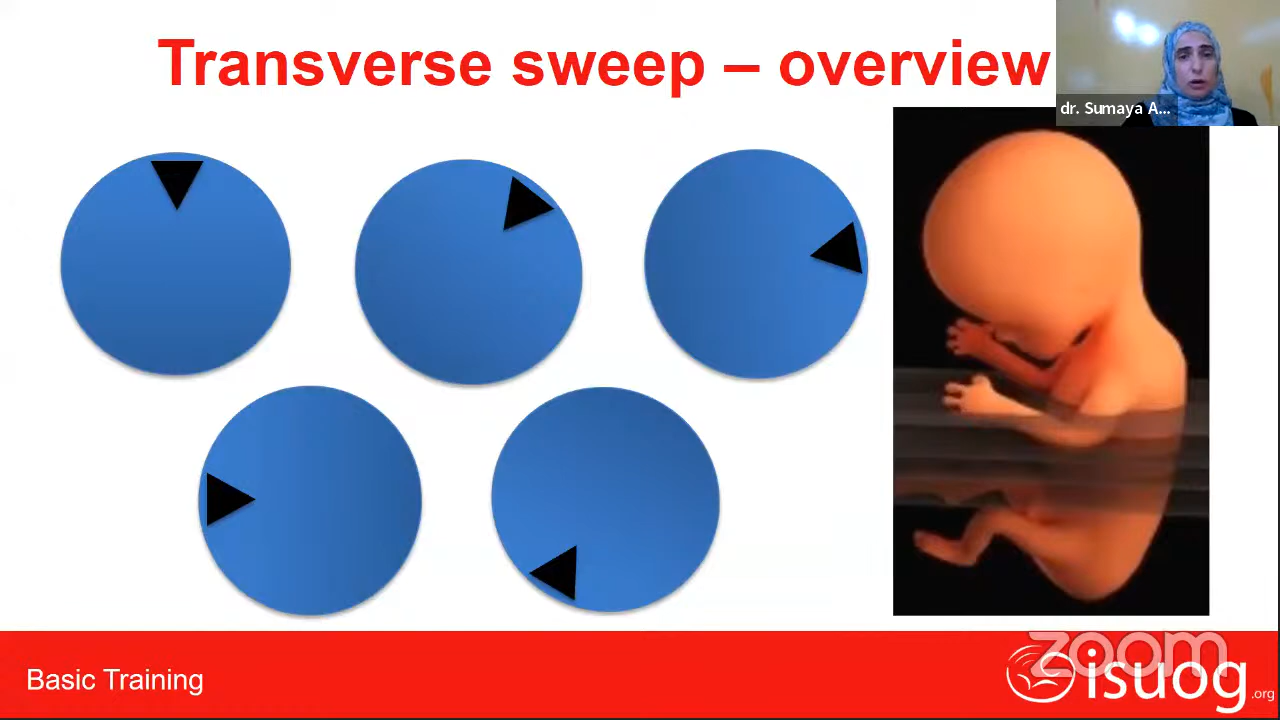 Transverse sweep – overview
dr. Sumaya A...
Basic Training
zoom
isuog
.org